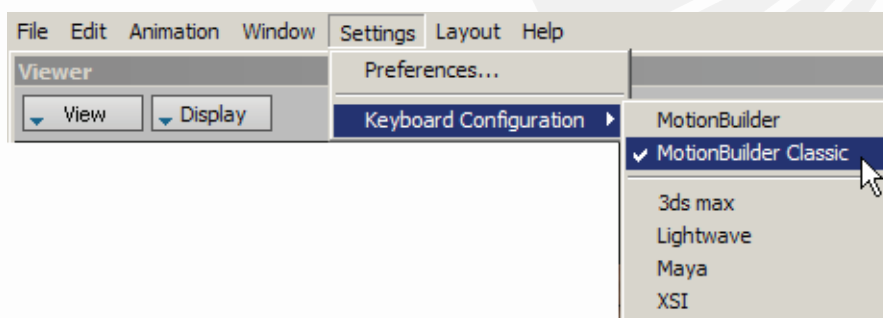 File Edit Animation Window Settings Layout Help
Viewer
Preferences...
View Display
Keyboard Configuration
MotionBuilder
MotionBuilder Classic
3ds max
Lightwave
Maya
XSI